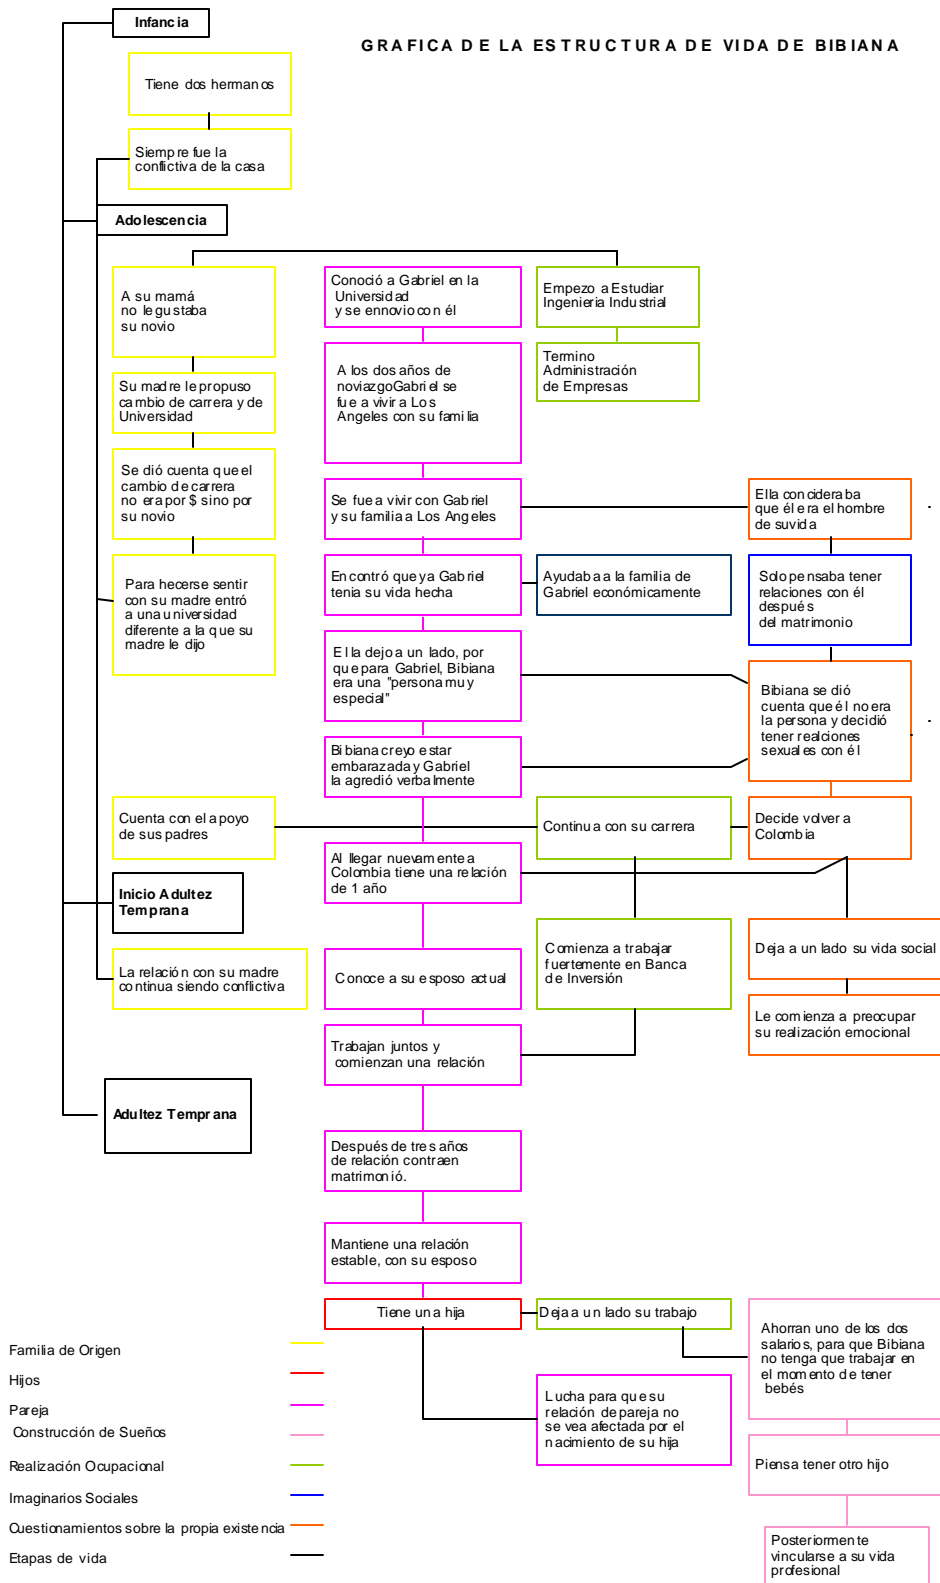 Infancia
GRAFICA DE LA ESTRUCTURA DE VIDA DE BIBIANA
Tiene dos hermanos
Siempre fue la
conflictiva de la casa
Adolescencia
A su mamá
no le gustaba
su novio
Su madre le propuso
cambio de carrera y de
Universidad
Se dió cuenta que el
cambio de carrera
no era por $ sino por
su novio
Para hecerse sentir
con su madre entró
a una universidad
diferente a la que su
madre le dijo
Conoció a Gabriel en la
Universidad
y se ennovio con él
A los dos años de
noviazgo Gabriel se
fue a vivir a Los
Angeles con su familia
Se fue a vivir con Gabriel
y su familia a Los Angeles
Encontró que ya Gabriel
tenia su vida hecha
El la dejo a un lado, por
que para Gabriel, Bibiana
era una "persona muy
especial"
Bibiana creyo estar
embarazada y Gabriel
la agredió verbalmente
Empezo a Estudiar
Ingenieria Industrial
Termino
Administración
de Empresas
Ayudaba a la familia de
Gabriel económicamente
Ella concideraba
que él era el hombre
de su vida
Solo pensaba tener
relaciones con él
después
del matrimonio
Bibiana se dió
cuenta que él no era
la persona y decidió
tener realciones
sexuales con él
Cuenta con el apoyo
de sus padres
Continua con su carrera
Decide volver a
Colombia
Al llegar nuevamente a
Colombia tiene una relación
de 1 año
Inicio Adultez
Temprana
La relación con su madre
continua siendo conflictiva
Conoce a su esposo actual
Comienza a trabajar
fuertemente en Banca
de Inversión
Deja a un lado su vida social
Le comienza a preocupar
su realización emocional
Trabajan juntos y
comienzan una relación
Adultez Temprana
Después de tres años
de relación contraen
matrimonió.
Mantiene una relación
estable, con su esposo
Tiene una hija
Deja a un lado su trabajo
Ahorran uno de los dos
salarios, para que Bibiana
no tenga que trabajar en
el momento de tener
bebés
Lucha para que su
relación de pareja no
se vea afectada por el
nacimiento de su hija
Piensa tener otro hijo
Posteriormente
vincularse a su vida
profesional
Familia de Origen
Hijos
Pareja
Construcción de Sueños
Realización Ocupacional
Imaginarios Sociales
Cuestionamientos sobre la propia existencia
Etapas de vida